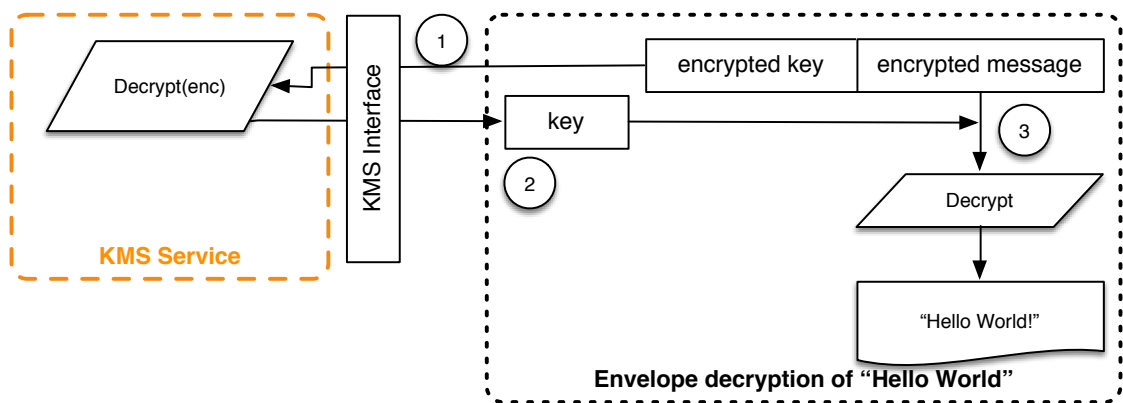 1
encrypted key
encrypted message
Decrypt(enc)
KMS Interface
key
3
2
Decrypt
KMS Service
“Hello World!”
Envelope decryption of “Hello World”